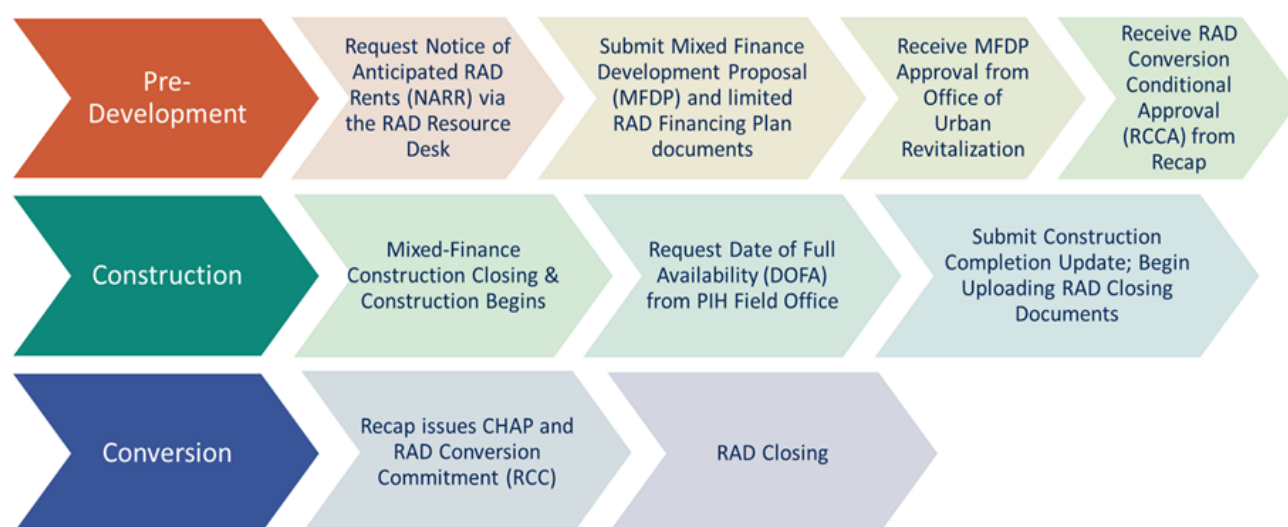 Pre-
Development
Request Notice of
Anticipated RAD
Rents (NARR) via
the RAD Resource
Desk
Submit Mixed Finance
Development Proposal
(MFDP) and limited
RAD Financing Plan
documents
Receive MFDP
Approval from
Office of
Urban
Revitalization
Receive RAD
Conversion
Conditional
Approval
(RCCA) from
Recap
Construction
Mixed-Finance
Construction Closing &
Construction Begins
Request Date of Full
Availability (DOFA)
from PIH Field Office
Submit Construction
Completion Update; Begin
Uploading RAD Closing
Documents
Conversion
Recap issues CHAP and
RAD Conversion
Commitment (RCC)
RAD Closing